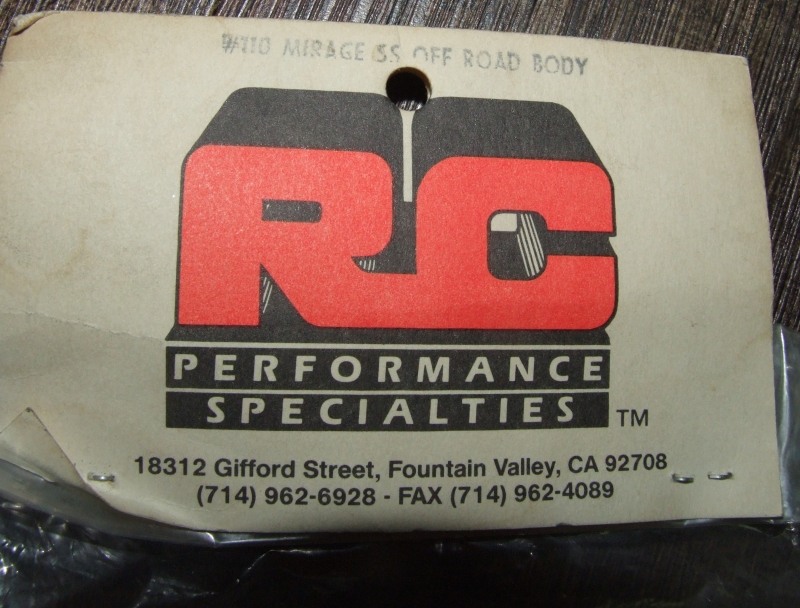 #110 MIRAGE SS OFF ROAD BODY
RC
PERFORMANCE
SPECIALTIES TM
18312 Gifford Street, Fountain Valley, CA 92708
(714) 962-6928 - FAX (714) 962-4089